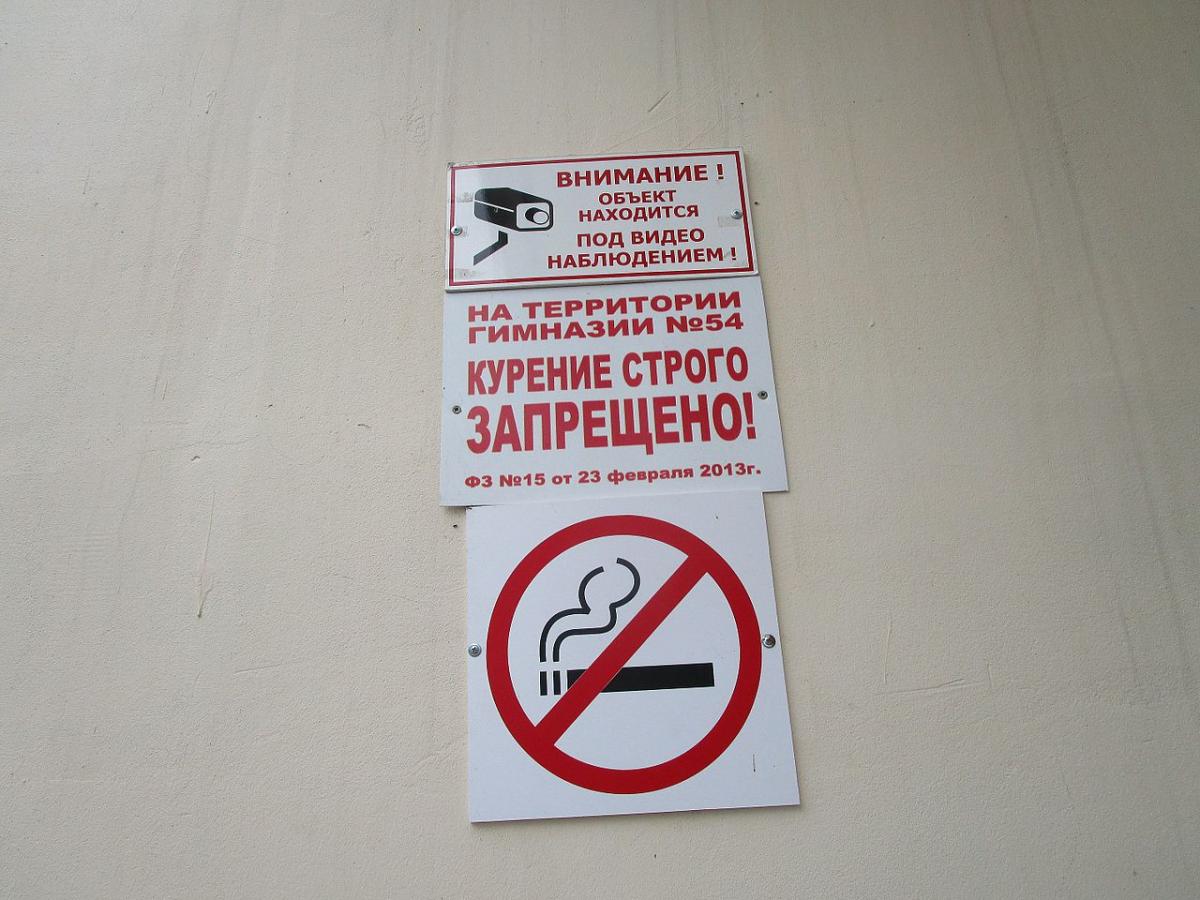 ВНИМАНИЕ !
ОБЪЕКТ
НАХОДИТСЯ
ПОД ВИДЕО
НАБЛЮДЕНИЕМ !
НА ТЕРРИТОРИИ
ГИМНАЗИИ №54
КУРЕНИЕ СТРОГО
ЗАПРЕЩЕНО!
ФЗ №15 от 23 февраля 2013г.